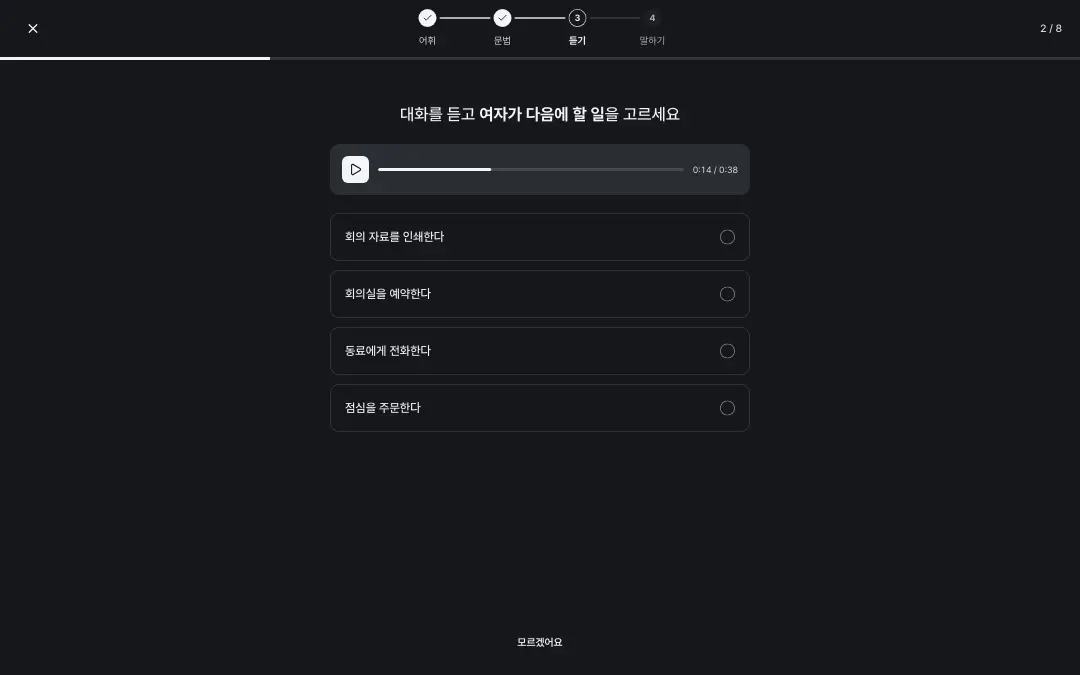 어휘
문법
3
듣기
4
말하기
2 / 8
대화를 듣고 여자가 다음에 할 일을 고르세요
0:14 / 0:38
회의 자료를 인쇄한다
회의실을 예약한다
동료에게 전화한다
점심을 주문한다
모르겠어요